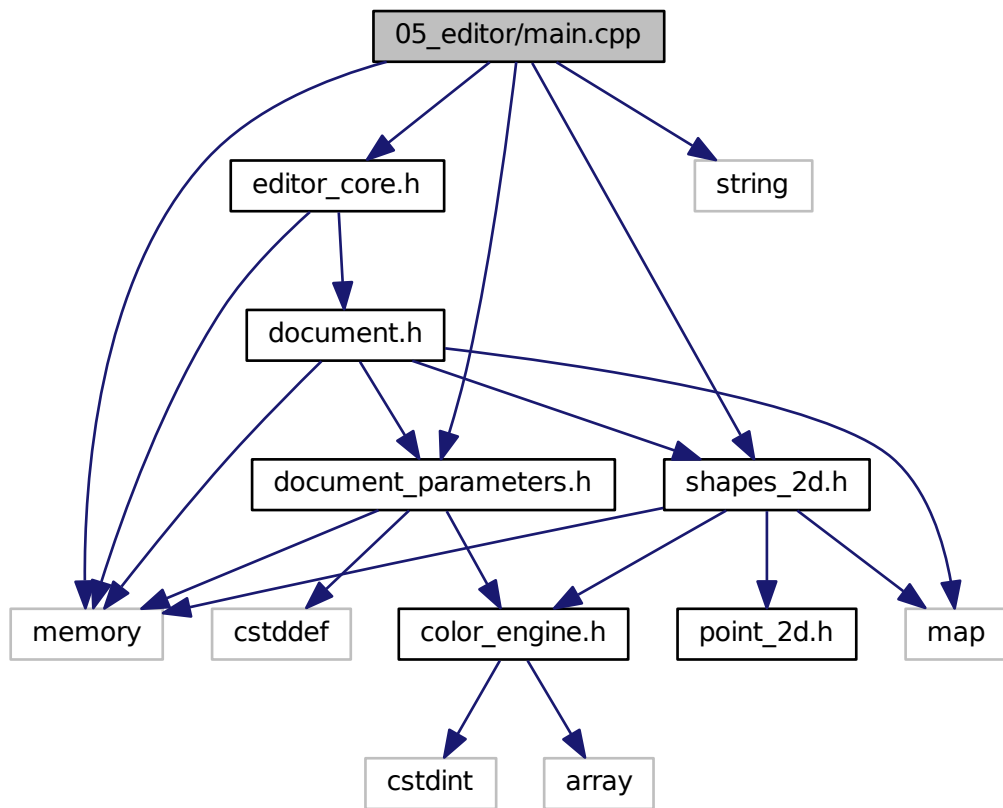 05_editor/main.cpp
editor_core.h
string
document.h
document_parameters.h
shapes_2d.h
memory
cstddef
color_engine.h
point_2d.h
map
cstdint
array